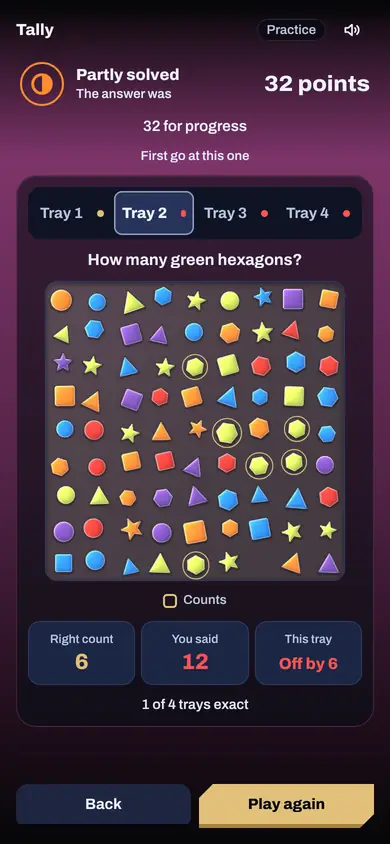 Tally
Practice
Partly solved
The answer was
32 points
32 for progress
First go at this one
Tray 1
Tray 2
Tray 3
Tray 4
How many green hexagons?
Counts
Right count
6
You said
12
This tray
Off by 6
1 of 4 trays exact
Back
Play again